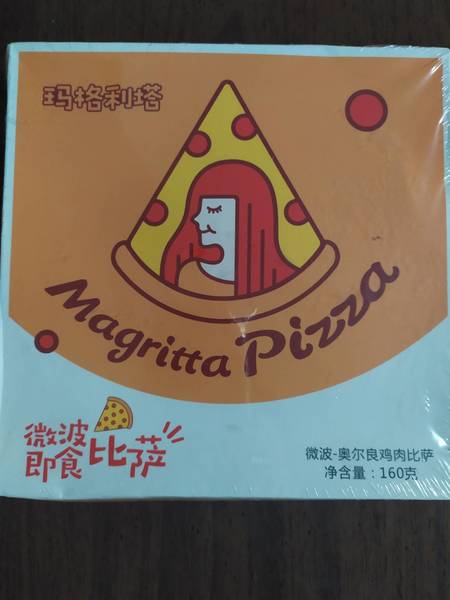 玛格利塔
Magritta Pizza
微波
即食比萨
微波-奥尔良鸡肉比萨
净含量：160克